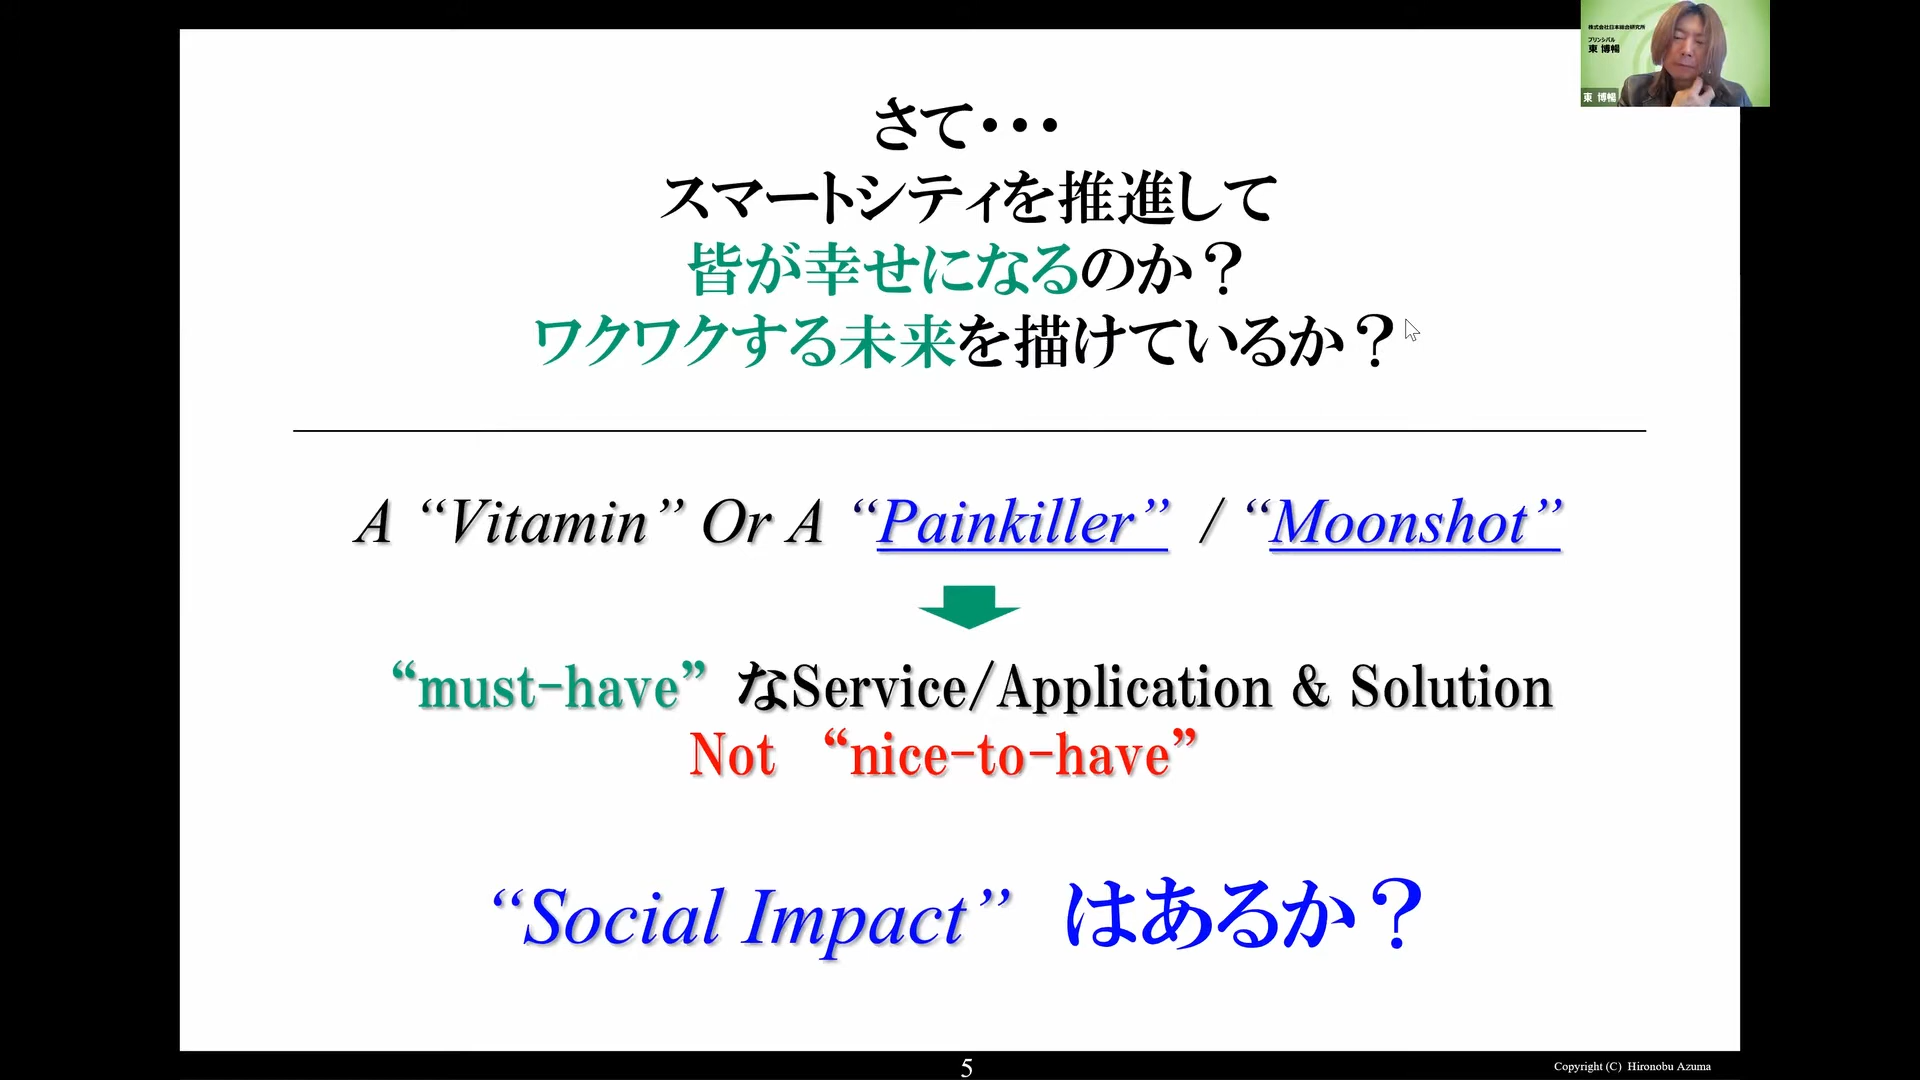 株式会社日本総合研究所
プリンシパル
東 博暢
東 博暢
さて・・・
スマートシティを推進して
皆が幸せになるのか？
ワクワクする未来を描けているか？
A “Vitamin” Or A “Painkiller” / “Moonshot”
“must-have” なService/Application & Solution
Not “nice-to-have”
“Social Impact” はあるか？
5
Copyright (C) Hironobu Azuma